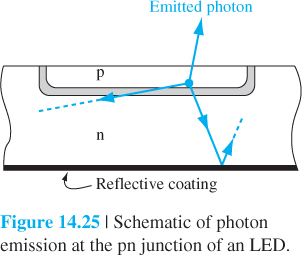 Emitted photon
p
n
Reflective coating
Figure 14.25 | Schematic of photon
emission at the pn junction of an LED.